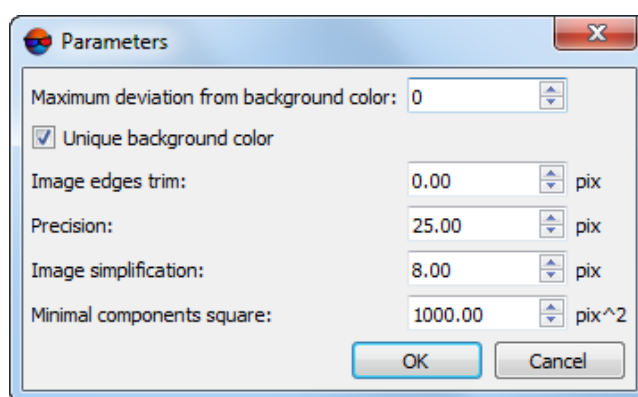 Parameters
Maximum deviation from background color: 0
Unique background color
Image edges trim: 0.00 pix
Precision: 25.00 pix
Image simplification: 8.00 pix
Minimal components square: 1000.00 pix^2
OK Cancel